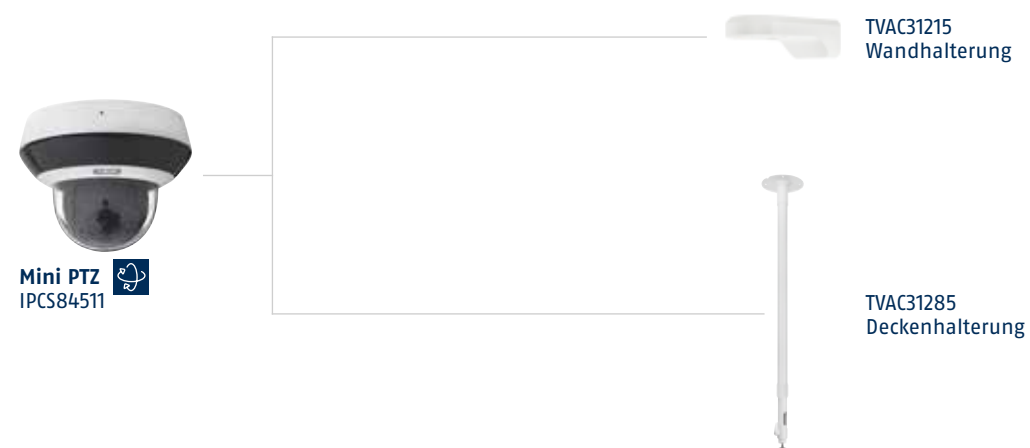 TVAC31215
Wandhalterung
Mini PTZ
IPCS84511
TVAC31285
Deckenhalterung